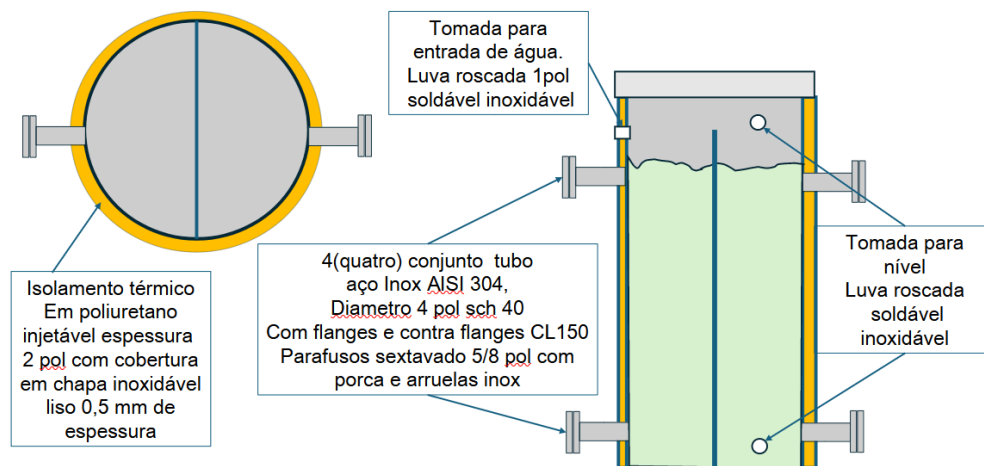 Tomada para
entrada de água.
Luva roscada 1pol
soldável inoxidável
Isolamento térmico
Em poliuretano
injetável espessura
2 pol com cobertura
em chapa inoxidável
liso 0,5 mm de
espessura
4(quatro) conjunto tubo
aço Inox AISI 304,
Diametro 4 pol sch 40
Com flanges e contra flanges CL150
Parafusos sextavado 5/8 pol com
porca e arruelas inox
Tomada para
nível
Luva roscada
soldável
inoxidável